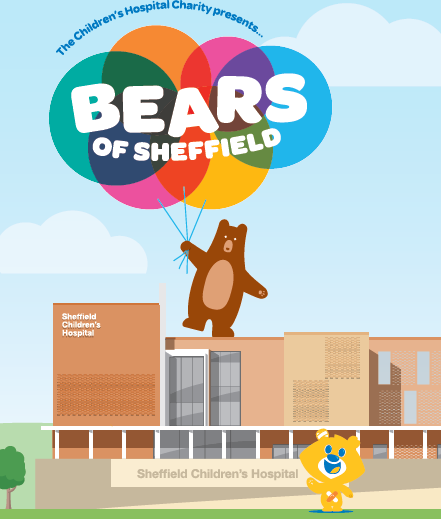 The Children's Hospital Charity presents...
BEARS
OF SHEFFIELD
Sheffield
Children's
Hospital
Sheffield Children's Hospital